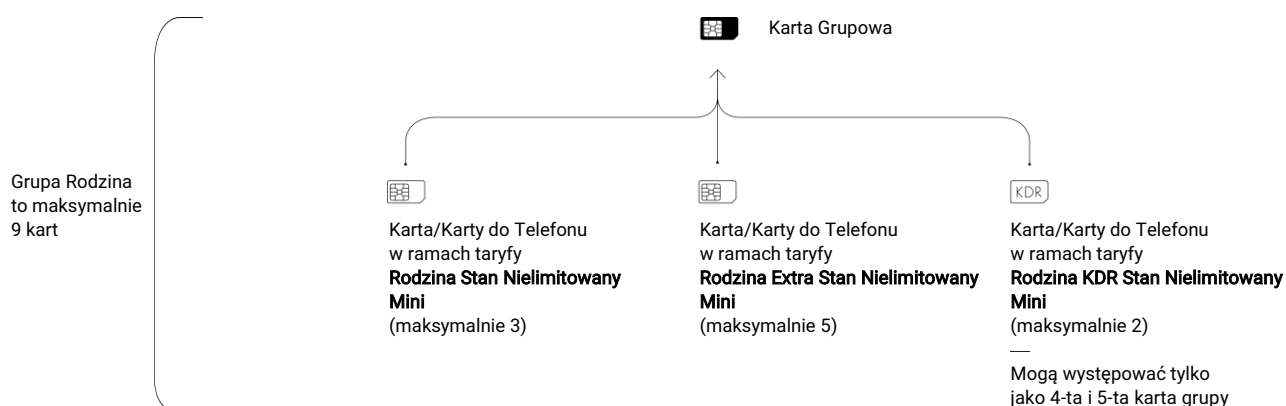 Karta Grupowa
Grupa Rodzina
to maksymalnie
9 kart
Karta/Karty do Telefonu
w ramach taryfy
Rodzina Stan Nielimitowany
Mini
(maksymalnie 3)
Karta/Karty do Telefonu
w ramach taryfy
Rodzina Extra Stan Nielimitowany
Mini
(maksymalnie 5)
KDR
Karta/Karty do Telefonu
w ramach taryfy
Rodzina KDR Stan Nielimitowany
Mini
(maksymalnie 2)
Mogą występować tylko
jako 4-ta i 5-ta karta grupy